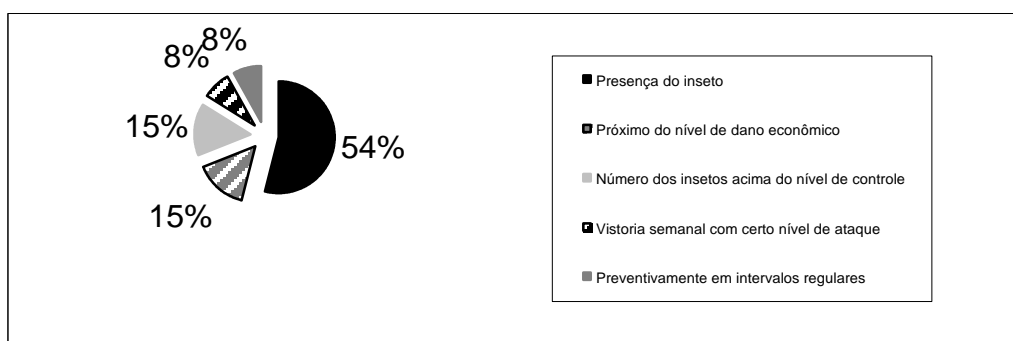 8%
8%
15%
54%
15%
Presença do inseto
Próximo do nível de dano econômico
Número dos insetos acima do nível de controle
Vistoria semanal com certo nível de ataque
Preventivamente em intervalos regulares